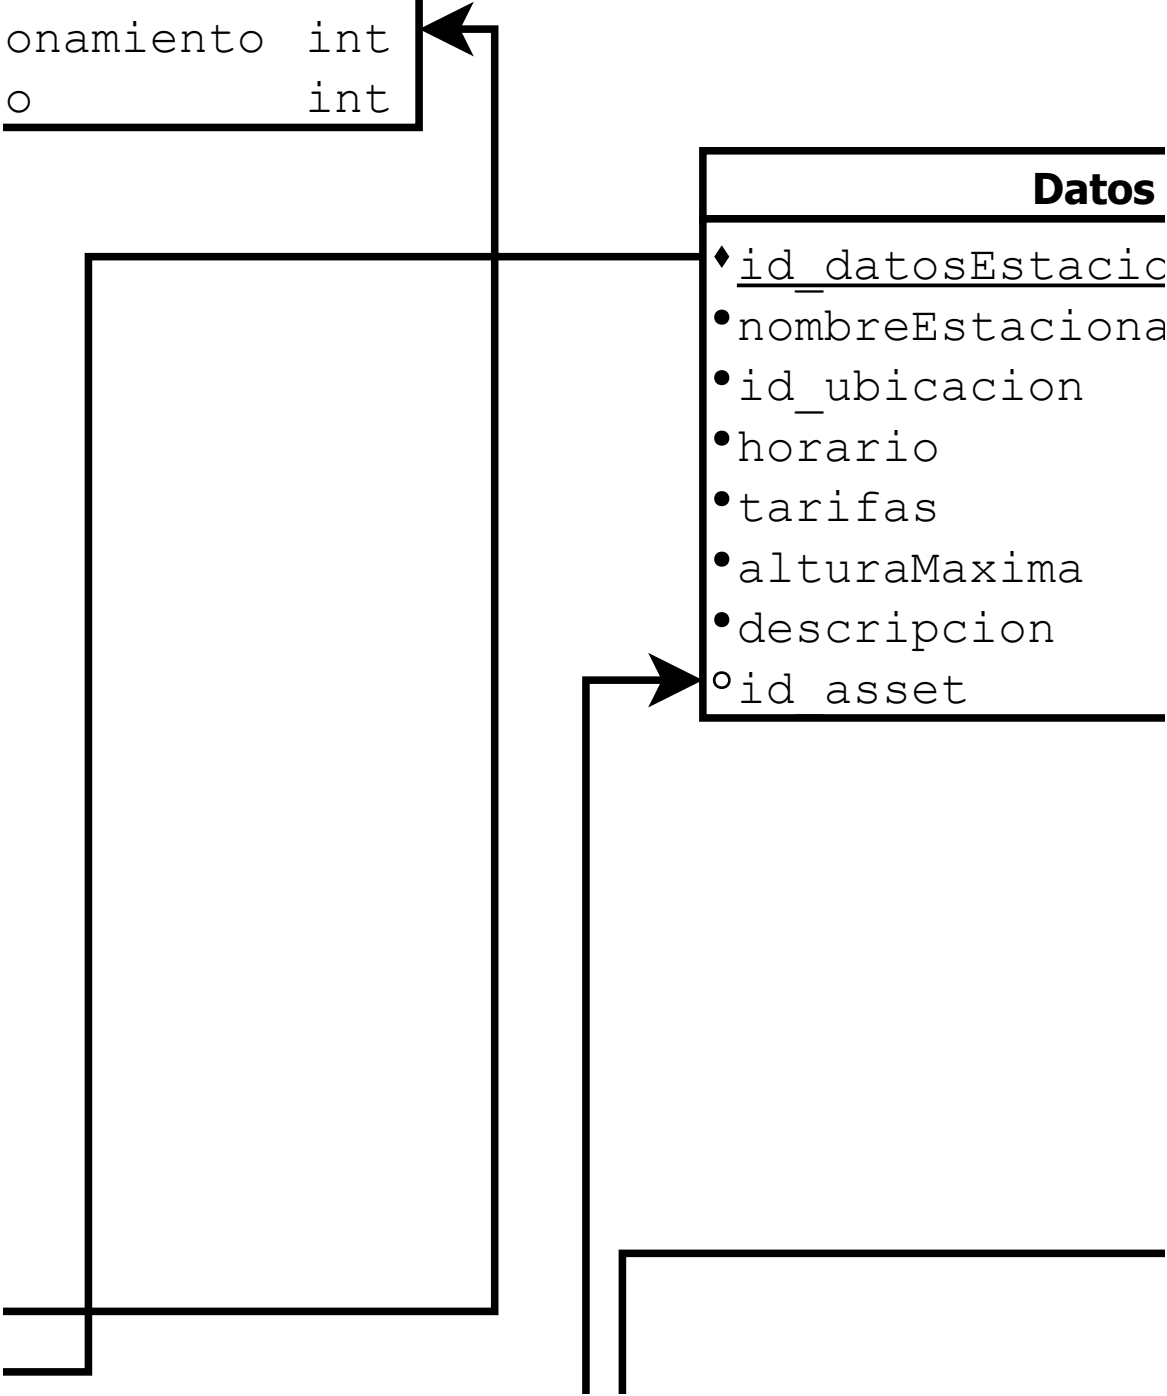 onamiento int
o int
Datos
id_datosEstacio
nombreEstaciona
id_ubicacion
horario
tarifas
alturaMaxima
descripcion
id_asset